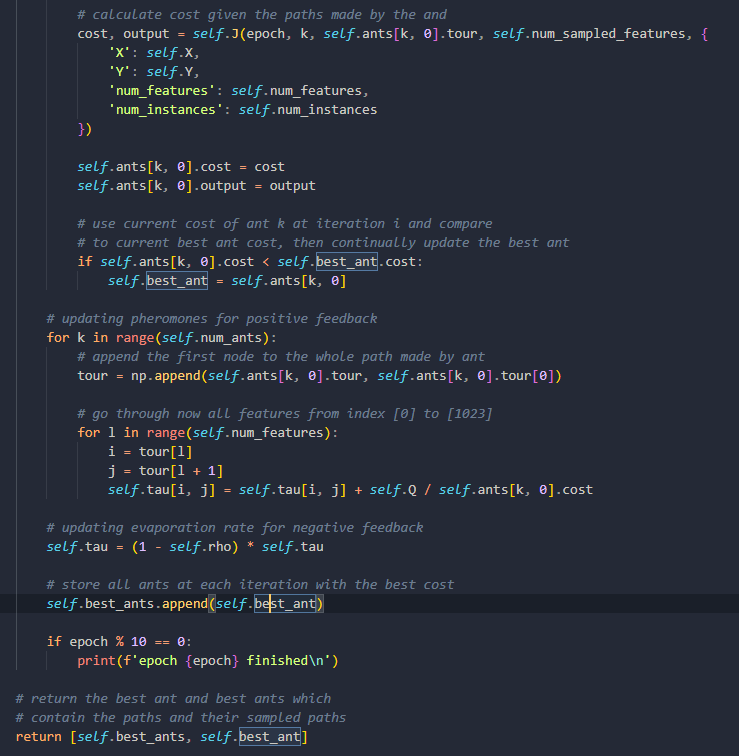 # calculate cost given the paths made by the and
cost, output = self.J(epoch, k, self.ants[k, 0].tour, self.num_sampled_features, {
'X': self.X,
'Y': self.Y,
'num_features': self.num_features,
'num_instances': self.num_instances
})
self.ants[k, 0].cost = cost
self.ants[k, 0].output = output
# use current cost of ant k at iteration i and compare
# to current best ant cost, then continually update the best ant
if self.ants[k, 0].cost < self.best_ant.cost:
self.best_ant = self.ants[k, 0]
# updating pheromones for positive feedback
for k in range(self.num_ants):
# append the first node to the whole path made by ant
tour = np.append(self.ants[k, 0].tour, self.ants[k, 0].tour[0])
# go through now all features from index [0] to [1023]
for l in range(self.num_features):
i = tour[l]
j = tour[l + 1]
self.tau[i, j] = self.tau[i, j] + self.Q / self.ants[k, 0].cost
# updating evaporation rate for negative feedback
self.tau = (1 - self.rho) * self.tau
# store all ants at each iteration with the best cost
self.best_ants.append(self.best_ant)
if epoch % 10 == 0:
print(f'epoch {epoch} finished\n')
# return the best ant and best ants which
# contain the paths and their sampled paths
return [self.best_ants, self.best_ant]